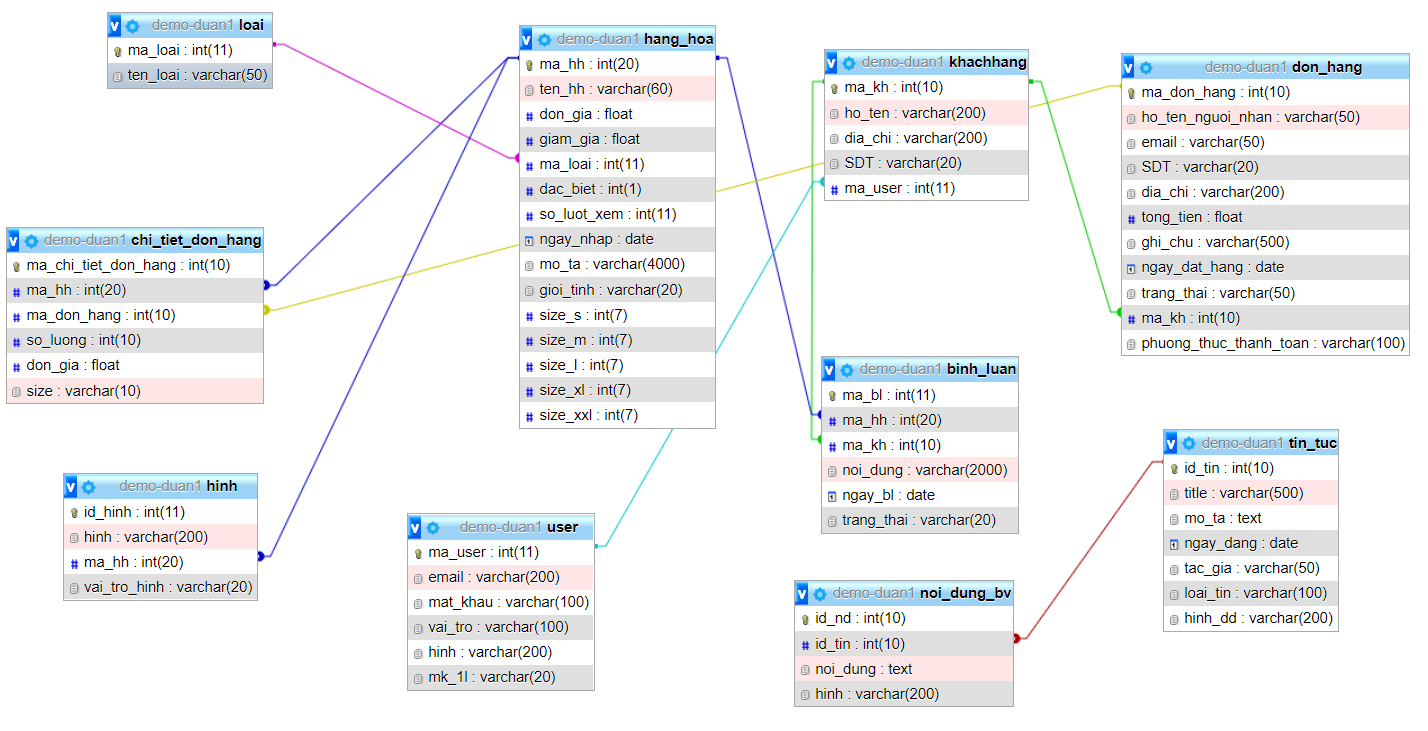 demo-duan1 loai
ma_loai : int(11)
ten_loai : varchar(50)
demo-duan1 hang_hoa
ma_hh : int(20)
ten_hh : varchar(60)
don_gia : float
giam_gia : float
ma_loai : int(11)
dac_biet : int(1)
so_luot_xem : int(11)
ngay_nhap : date
mo_ta : varchar(4000)
gioi_tinh : varchar(20)
size_s : int(7)
size_m : int(7)
size_l : int(7)
size_xl : int(7)
size_xxl : int(7)
demo-duan1 khachhang
ma_kh : int(10)
ho_ten : varchar(200)
dia_chi : varchar(200)
SDT : varchar(20)
ma_user : int(11)
demo-duan1 don_hang
ma_don_hang : int(10)
ho_ten_nguoi_nhan : varchar(50)
email : varchar(50)
SDT : varchar(20)
dia_chi : varchar(200)
tong_tien : float
ghi_chu : varchar(500)
ngay_dat_hang : date
trang_thai : varchar(50)
ma_kh : int(10)
phuong_thuc_thanh_toan : varchar(100)
demo-duan1 chi_tiet_don_hang
ma_chi_tiet_don_hang : int(10)
ma_hh : int(20)
ma_don_hang : int(10)
so_luong : int(10)
don_gia : float
size : varchar(10)
demo-duan1 binh_luan
ma_bl : int(11)
ma_hh : int(20)
ma_kh : int(10)
noi_dung : varchar(2000)
ngay_bl : date
trang_thai : varchar(20)
demo-duan1 tin_tuc
id_tin : int(10)
title : varchar(500)
mo_ta : text
ngay_dang : date
tac_gia : varchar(50)
loai_tin : varchar(100)
hinh_dd : varchar(200)
demo-duan1 hinh
id_hinh : int(11)
hinh : varchar(200)
ma_hh : int(20)
vai_tro_hinh : varchar(20)
demo-duan1 user
ma_user : int(11)
email : varchar(200)
mat_khau : varchar(100)
vai_tro : varchar(100)
hinh : varchar(200)
mk_1l : varchar(20)
demo-duan1 noi_dung_bv
id_nd : int(10)
id_tin : int(10)
noi_dung : text
hinh : varchar(200)